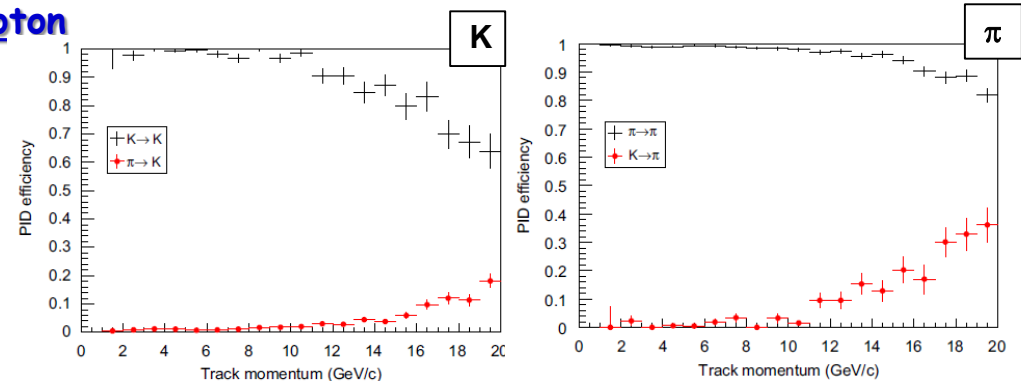 pton
K
1
0.9
0.8
0.7
0.6
0.5
0.4
0.3
0.2
0.1
0
PID efficiency
K→K
π→K
0 2 4 6 8 10 12 14 16 18 20
Track momentum (GeV/c)
π
1
0.9
0.8
0.7
0.6
0.5
0.4
0.3
0.2
0.1
0
PID efficiency
π→π
K→π
0 2 4 6 8 10 12 14 16 18 20
Track momentum (GeV/c)